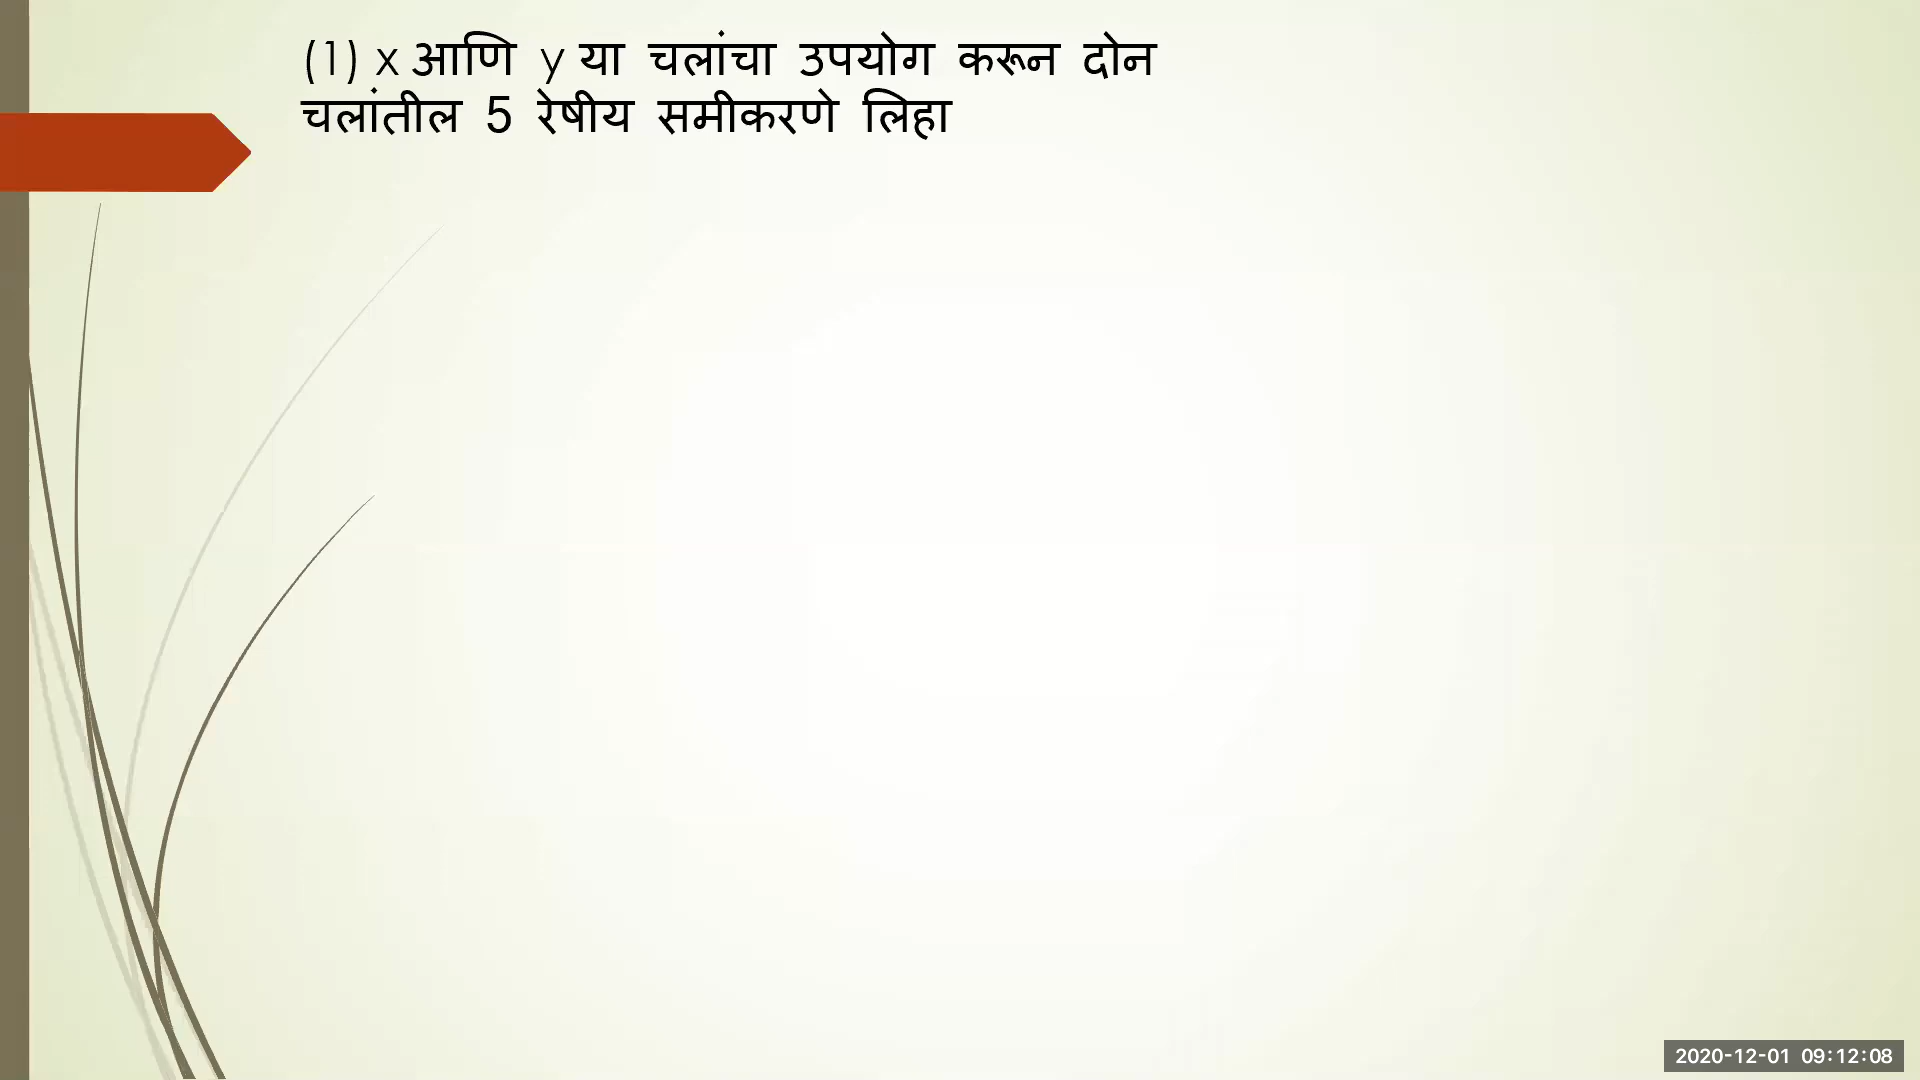 (1) x आणि y या चलांचा उपयोग करून दोन
चलांतील 5 रेषीय समीकरणे लिहा
2020-12-01 09:12:08